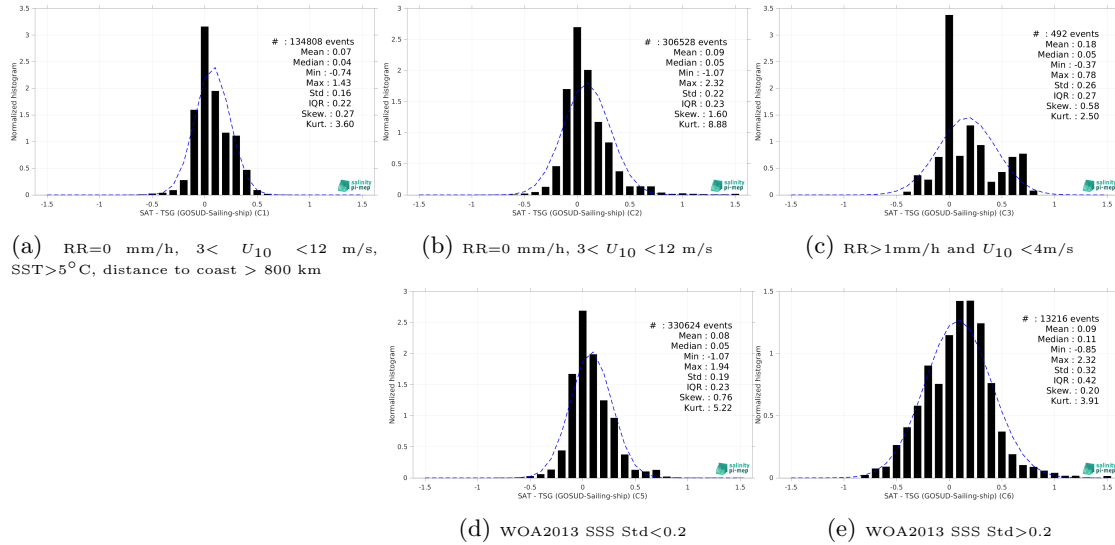 3.5
3
2.5
2
1.5
1
0.5
0
Normalized histogram
# : 134808 events
Mean : 0.07
Median : 0.04
Min : -0.74
Max : 1.43
Std : 0.16
IQR : 0.22
Skew. : 0.27
Kurt. : 3.60
salinity
pi-mep
-1.5 -1 -0.5 0 0.5 1 1.5
SAT - TSG (GOSUD-Sailing-ship) (C1)
(a) RR=0 mm/h, 3< U10 <12 m/s,
SST>5°C, distance to coast > 800 km
3
2.5
2
1.5
1
0.5
0
Normalized histogram
# : 306528 events
Mean : 0.09
Median : 0.05
Min : -1.07
Max : 2.32
Std : 0.22
IQR : 0.23
Skew. : 1.60
Kurt. : 8.88
salinity
pi-mep
-1.5 -1 -0.5 0 0.5 1 1.5
SAT - TSG (GOSUD-Sailing-ship) (C2)
(b) RR=0 mm/h, 3< U10 <12 m/s
3.5
3
2.5
2
1.5
1
0.5
0
Normalized histogram
# : 492 events
Mean : 0.18
Median : 0.05
Min : -0.37
Max : 0.78
Std : 0.26
IQR : 0.27
Skew. : 0.58
Kurt. : 2.50
salinity
pi-mep
-1.5 -1 -0.5 0 0.5 1 1.5
SAT - TSG (GOSUD-Sailing-ship) (C3)
(c) RR>1mm/h and U10 <4m/s
3
2.5
2
1.5
1
0.5
0
Normalized histogram
# : 330624 events
Mean : 0.08
Median : 0.05
Min : -1.07
Max : 1.94
Std : 0.19
IQR : 0.23
Skew. : 0.76
Kurt. : 5.22
salinity
pi-mep
-1.5 -1 -0.5 0 0.5 1 1.5
SAT - TSG (GOSUD-Sailing-ship) (C5)
(d) WOA2013 SSS Std<0.2
1.5
1
0.5
0
Normalized histogram
# : 13216 events
Mean : 0.09
Median : 0.11
Min : -0.85
Max : 2.32
Std : 0.32
IQR : 0.42
Skew. : 0.20
Kurt. : 3.91
salinity
pi-mep
-1.5 -1 -0.5 0 0.5 1 1.5
SAT - TSG (GOSUD-Sailing-ship) (C6)
(e) WOA2013 SSS Std>0.2